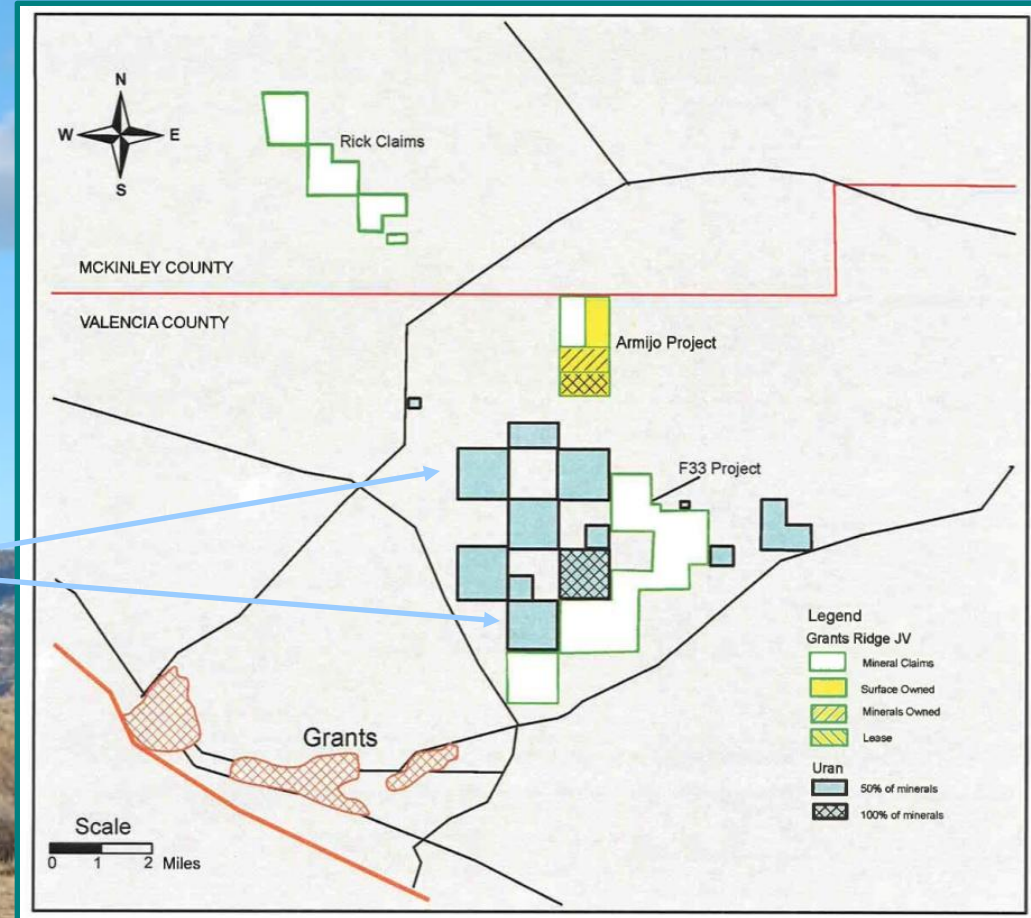 N
W E
S
Rick Claims
MCKINLEY COUNTY
VALENCIA COUNTY
Armijo Project
F33 Project
Legend
Grants Ridge JV
Mineral Claims
Surface Owned
Minerals Owned
Lease
Uran
50% of minerals
100% of minerals
Grants
Scale
0 1 2 Miles